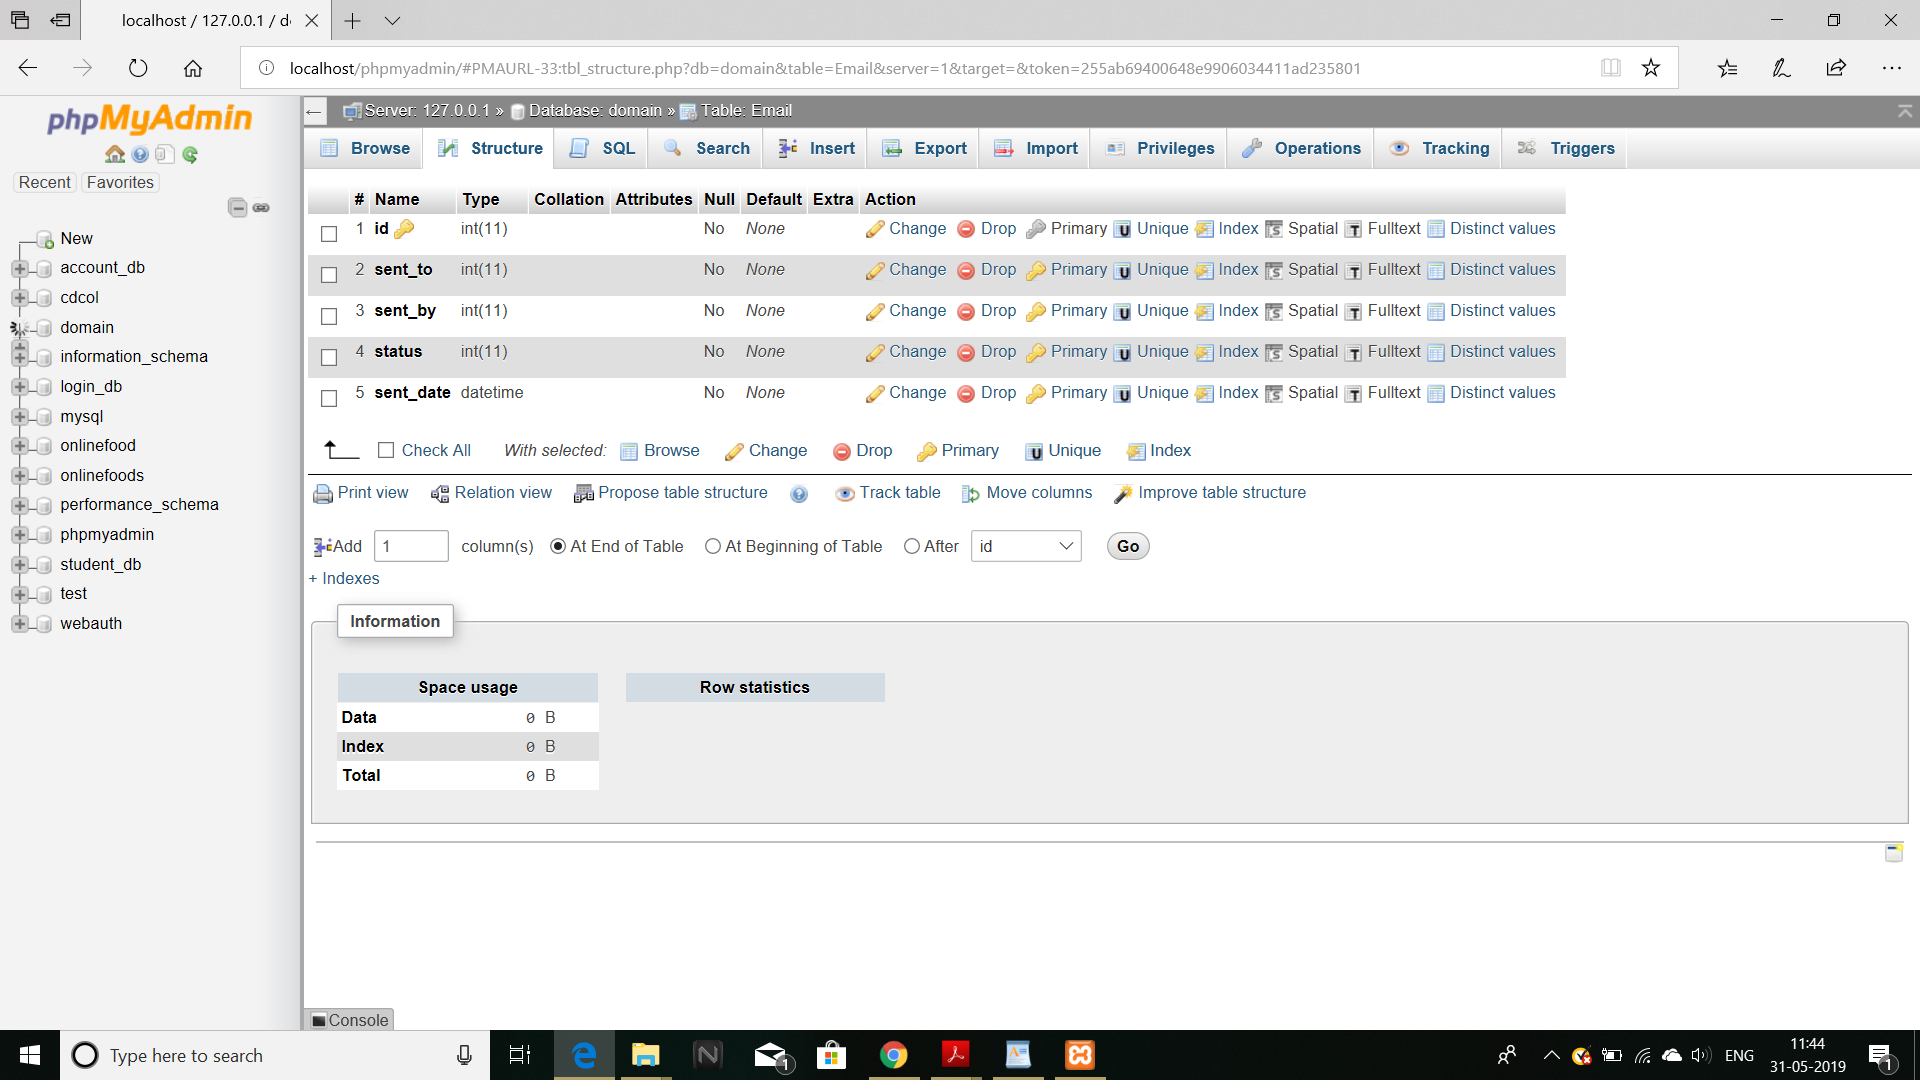 localhost / 127.0.0.1 / d
localhost/phpmyadmin/#PMAURL-33:tbl_structure.php?db=domain&table=Email&server=1&target=&token=255ab69400648e9906034411ad235801
phpMyAdmin
Recent Favorites
New
account_db
cdcol
domain
information_schema
login_db
mysql
onlinefood
onlinefoods
performance_schema
phpmyadmin
student_db
test
webauth
← Server: 127.0.0.1 » Database: domain » Table: Email
Browse Structure SQL Search Insert Export Import Privileges Operations Tracking Triggers
# Name Type Collation Attributes Null Default Extra Action
1 id int(11) No None Change Drop Primary Unique Index Spatial Fulltext Distinct values
2 sent_to int(11) No None Change Drop Primary Unique Index Spatial Fulltext Distinct values
3 sent_by int(11) No None Change Drop Primary Unique Index Spatial Fulltext Distinct values
4 status int(11) No None Change Drop Primary Unique Index Spatial Fulltext Distinct values
5 sent_date datetime No None Change Drop Primary Unique Index Spatial Fulltext Distinct values
Check All With selected: Browse Change Drop Primary Unique Index
Print view Relation view Propose table structure Track table Move columns Improve table structure
Add 1 column(s) At End of Table At Beginning of Table After id Go
+ Indexes
Information
Space usage
Data 0 B
Index 0 B
Total 0 B
Row statistics
Console
Type here to search
1
ENG
11:44
31-05-2019
1